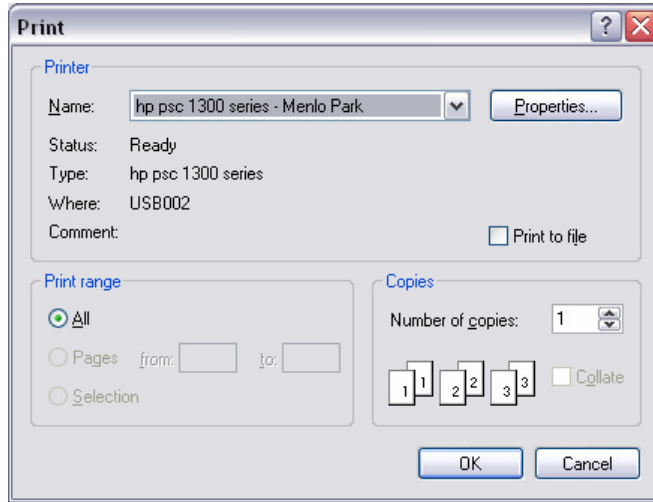 Print
Printer
Name: hp psc 1300 series - Menlo Park Properties...
Status: Ready
Type: hp psc 1300 series
Where: USB002
Comment:
Print to file
Print range
All
Pages from: to:
Selection
Copies
Number of copies: 1
1 1 2 2 3 3 Collate
OK Cancel